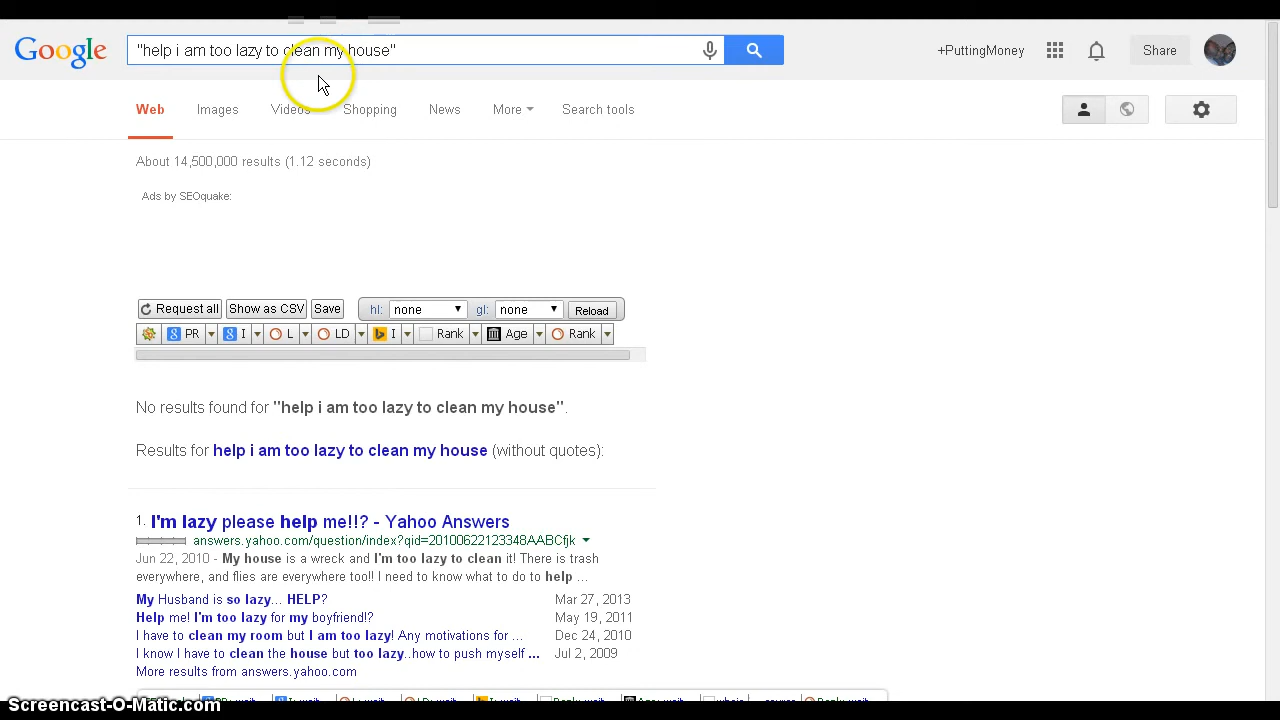 Google "help i am too lazy to clean my house" +PuttingMoney Share
Web Images Videos Shopping News More Search tools
About 14,500,000 results (1.12 seconds)
Ads by SEOquake:
Request all Show as CSV Save hl: none gl: none Reload
PR I L LD I Rank Age Rank
No results found for "help i am too lazy to clean my house".
Results for help i am too lazy to clean my house (without quotes):
1. I'm lazy please help me!!? - Yahoo Answers
answers.yahoo.com/question/index?qid=20100622123348AABCfjk
Jun 22, 2010 - My house is a wreck and I'm too lazy to clean it! There is trash
everywhere, and flies are everywhere too!! I need to know what to do to help ...
My Husband is so lazy... HELP? Mar 27, 2013
Help me! I'm too lazy for my boyfriend!? May 19, 2011
I have to clean my room but I am too lazy! Any motivations for ... Dec 24, 2010
I know I have to clean the house but too lazy..how to push myself ... Jul 2, 2009
More results from answers.yahoo.com
Screencast-O-Matic.com